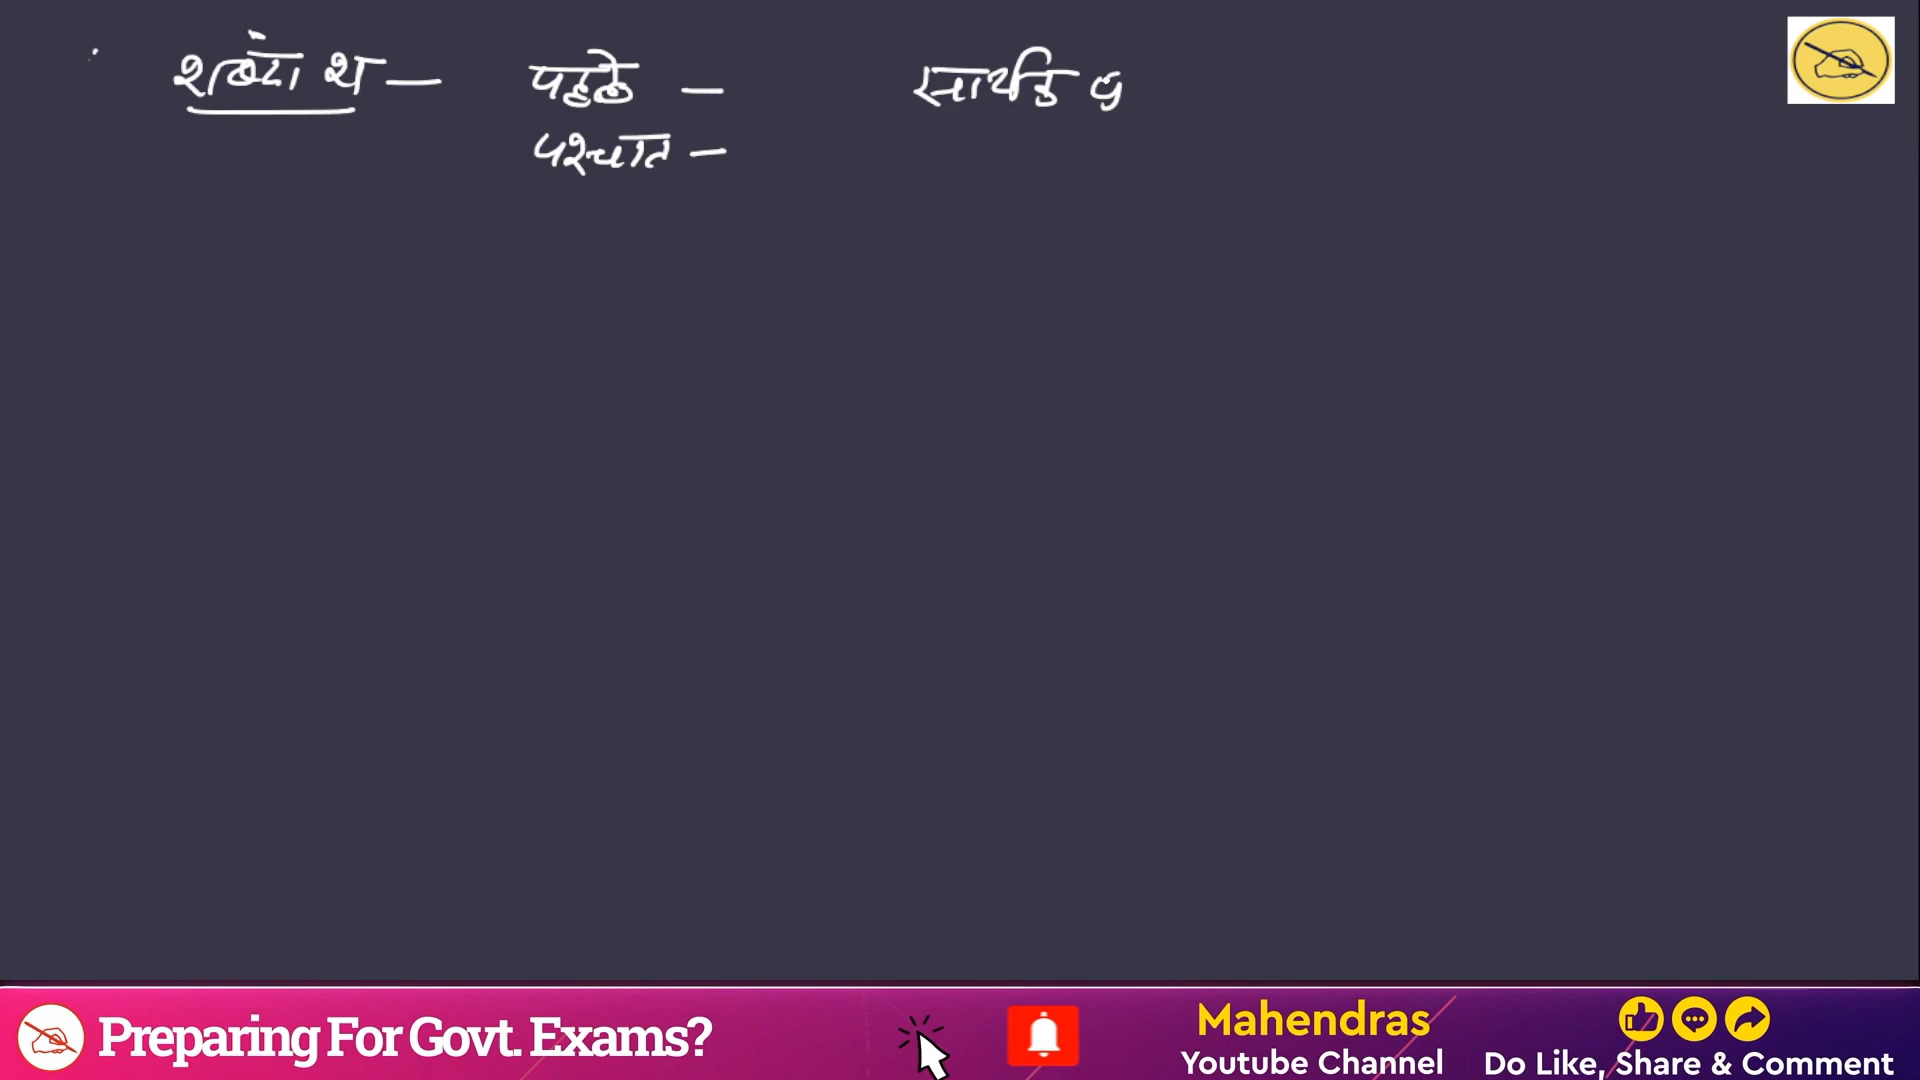 शब्दांश — पहले — सार्थक
पश्चात —
Preparing For Govt. Exams?
Mahendras
Youtube Channel
Do Like, Share & Comment